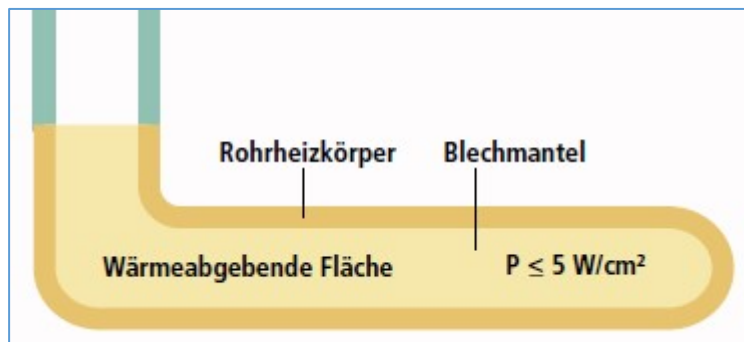 Rohrheizkörper Blechmantel
Wärmeabgebende Fläche P ≤ 5 W/cm²